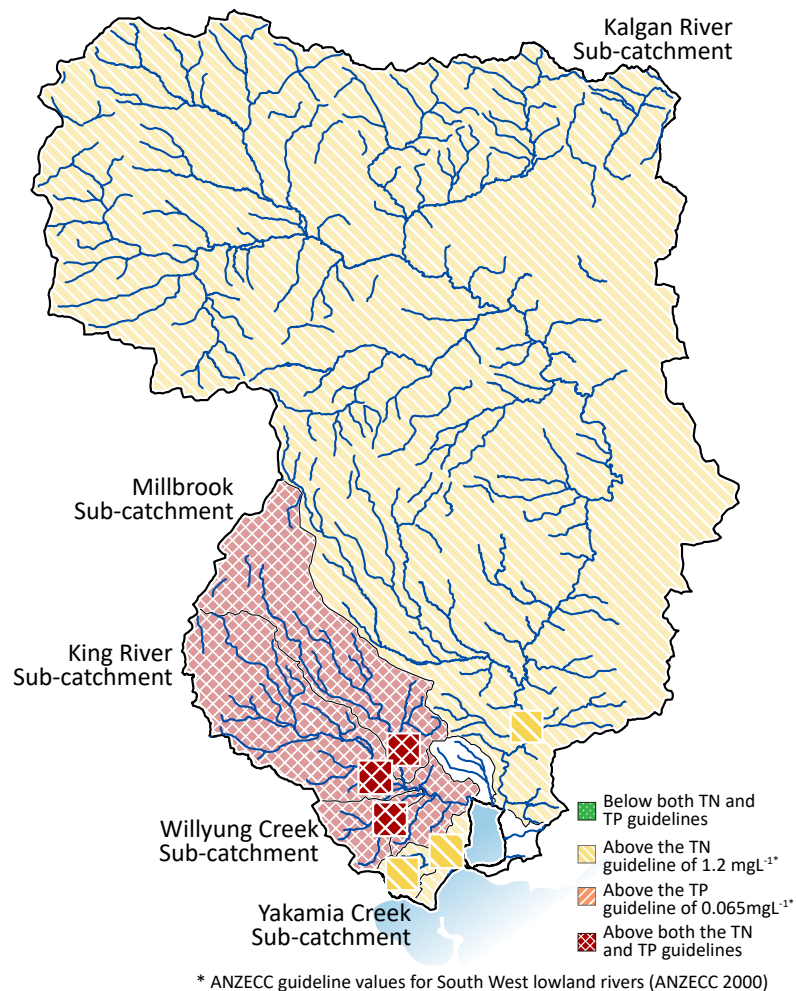 Kalgan River
Sub-catchment
Millbrook
Sub-catchment
King River
Sub-catchment
Willyung Creek
Sub-catchment
Yakamia Creek
Sub-catchment
Below both TN and
TP guidelines
Above the TN
guideline of 1.2 mgL⁻¹*
Above the TP
guideline of 0.065mgL⁻¹*
Above both the TN
and TP guidelines
* ANZECC guideline values for South West lowland rivers (ANZECC 2000)